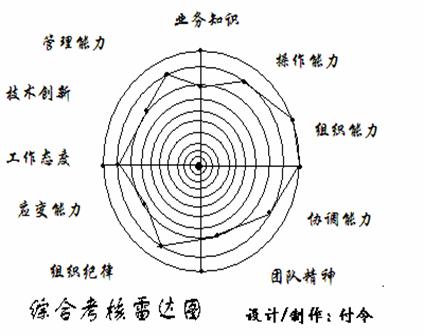 业务知识
管理能力
操作能力
技术创新
组织能力
工作态度
应变能力
协调能力
组织纪律
团队精神
综合考核雷达图
设计/制作：付令